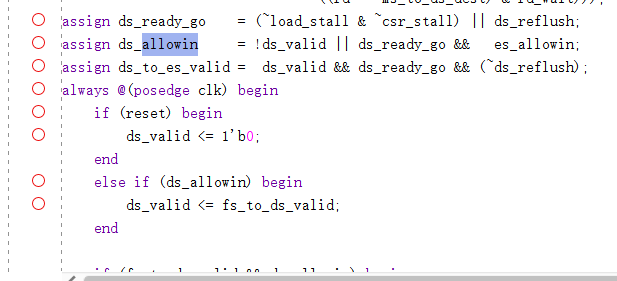 assign ds_ready_go    = (~load_stall & ~csr_stall) || ds_reflush;
assign ds_allowin     = !ds_valid || ds_ready_go &&   es_allowin;
assign ds_to_es_valid =  ds_valid && ds_ready_go && (~ds_reflush);
always @(posedge clk) begin
    if (reset) begin
        ds_valid <= 1'b0;
    end
    else if (ds_allowin) begin
        ds_valid <= fs_to_ds_valid;
    end